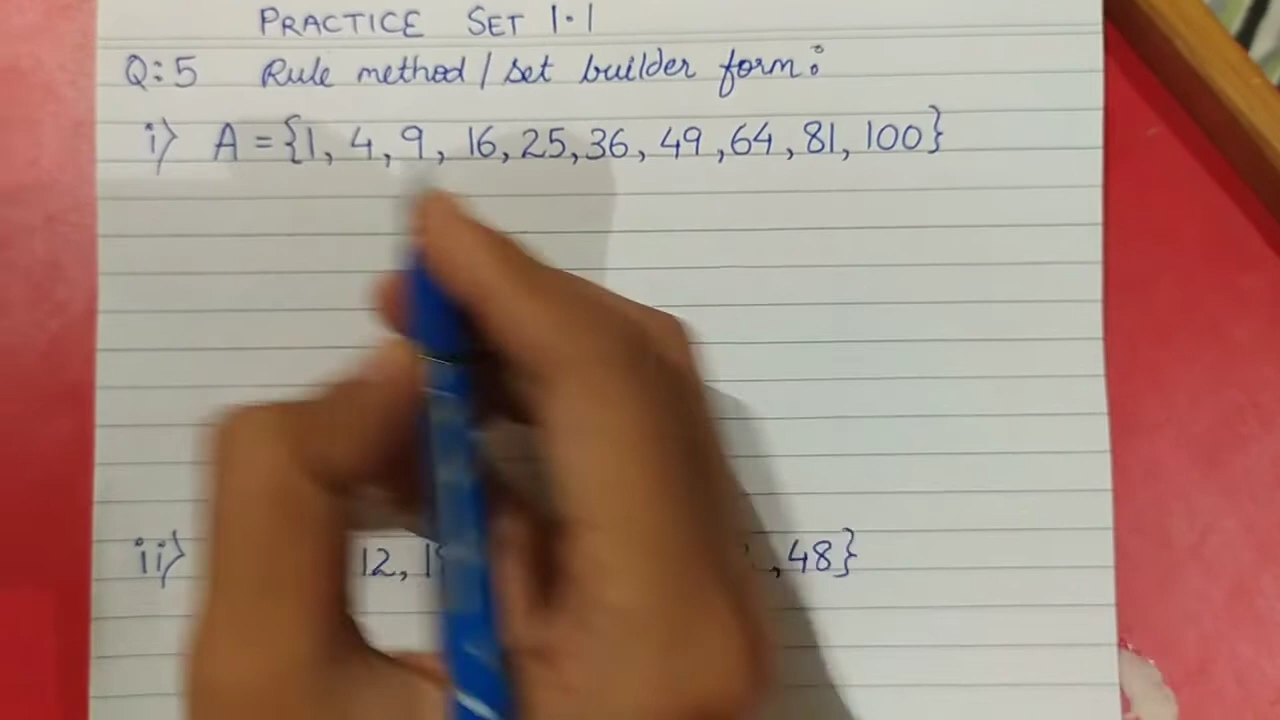 PRACTICE SET 1.1
Q:5 Rule method / set builder form:
i) A = {1, 4, 9, 16, 25, 36, 49, 64, 81, 100}
ii) 12, ,48}